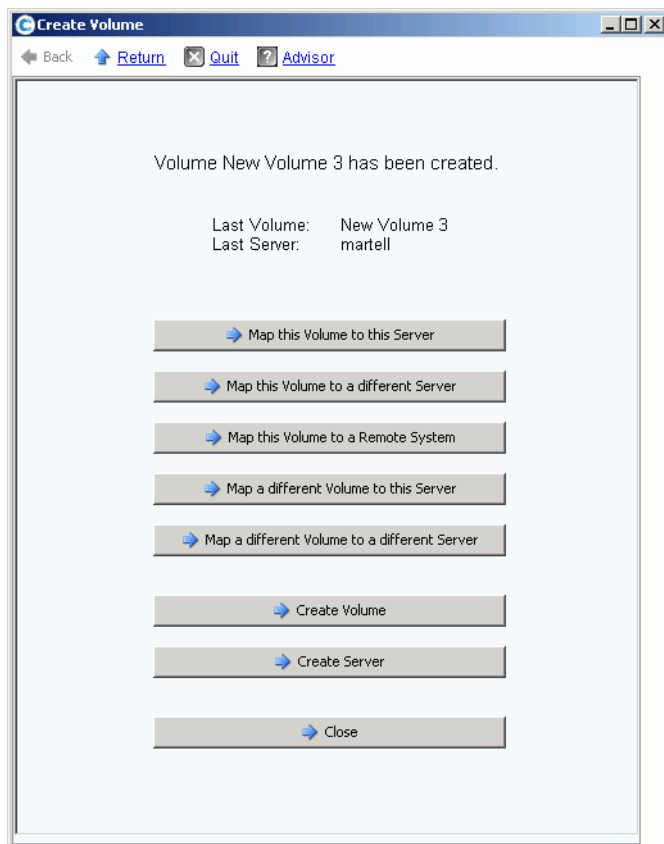 Create Volume
Back Return Quit Advisor
Volume New Volume 3 has been created.
Last Volume: New Volume 3
Last Server: martell
Map this Volume to this Server
Map this Volume to a different Server
Map this Volume to a Remote System
Map a different Volume to this Server
Map a different Volume to a different Server
Create Volume
Create Server
Close